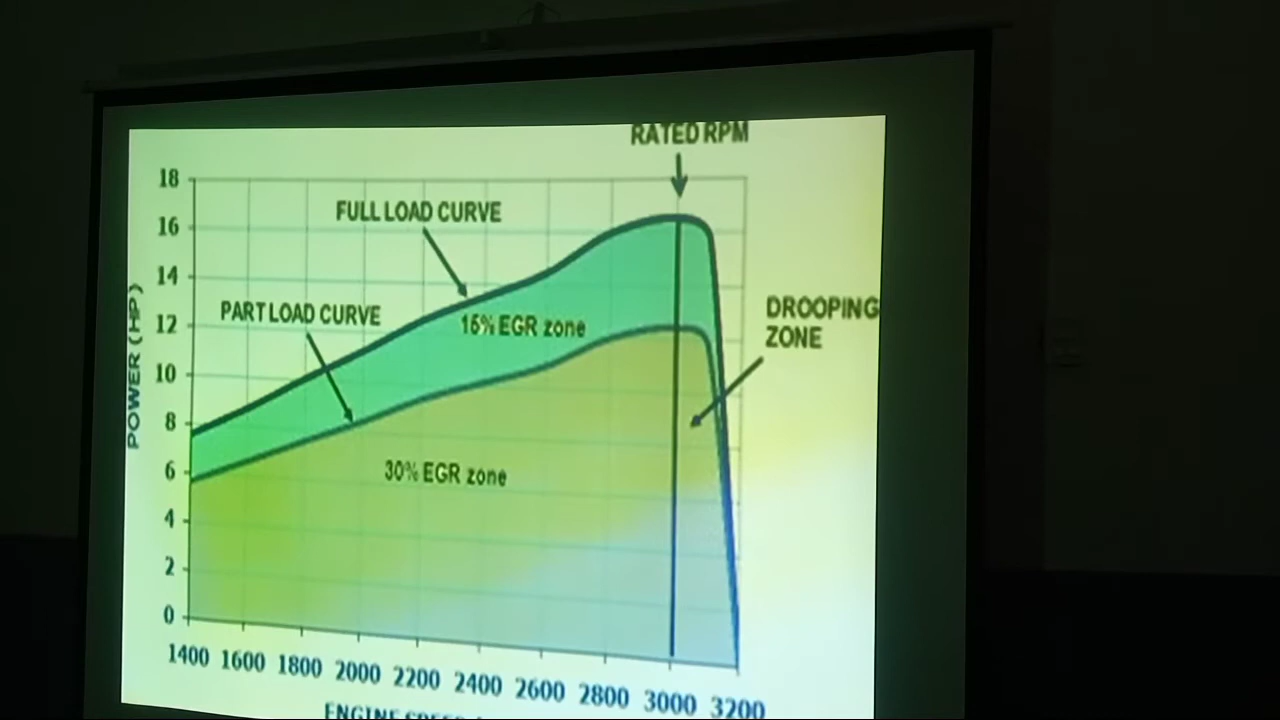 RATED RPM
18
FULL LOAD CURVE
16
14
PART LOAD CURVE
DROOPING
ZONE
12
15% EGR zone
10
8
6
30% EGR zone
4
2
0
POWER (HP)
1400 1600 1800 2000 2200 2400 2600 2800 3000 3200
ENGINE SPEED